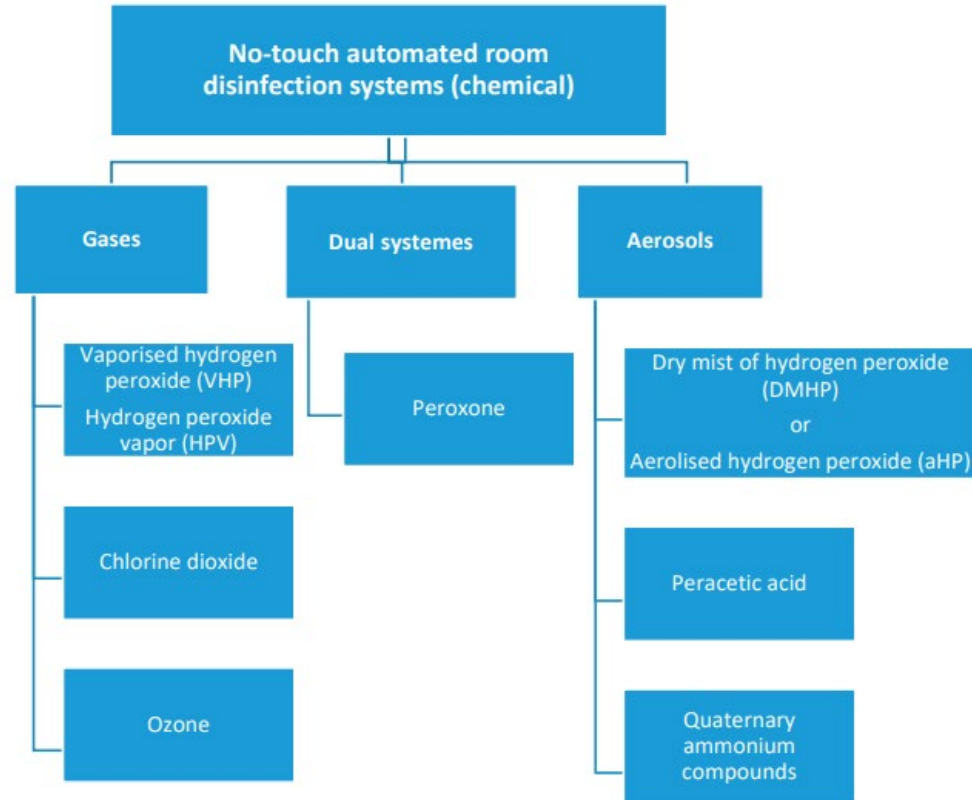 No-touch automated room
disinfection systems (chemical)
Gases
Dual systemes
Aerosols
Vaporised hydrogen
peroxide (VHP)
Hydrogen peroxide
vapor (HPV)
Chlorine dioxide
Ozone
Peroxone
Dry mist of hydrogen peroxide
(DMHP)
or
Aerolised hydrogen peroxide (aHP)
Peracetic acid
Quaternary
ammonium
compounds